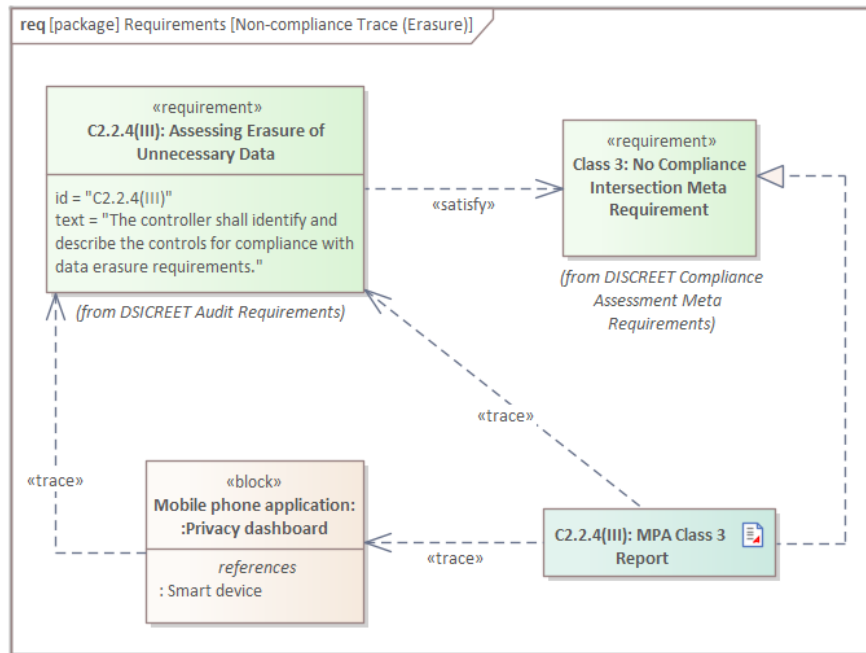 req [package] Requirements [Non-compliance Trace (Erasure)]
«requirement»
C2.2.4(III): Assessing Erasure of
Unnecessary Data
id = "C2.2.4(III)"
text = "The controller shall identify and
describe the controls for compliance with
data erasure requirements."
(from DSICREET Audit Requirements)
«satisfy»
«requirement»
Class 3: No Compliance
Intersection Meta
Requirement
(from DISCREET Compliance
Assessment Meta
Requirements)
«trace»
«trace»
«block»
Mobile phone application:
:Privacy dashboard
references
: Smart device
«trace»
C2.2.4(III): MPA Class 3
Report